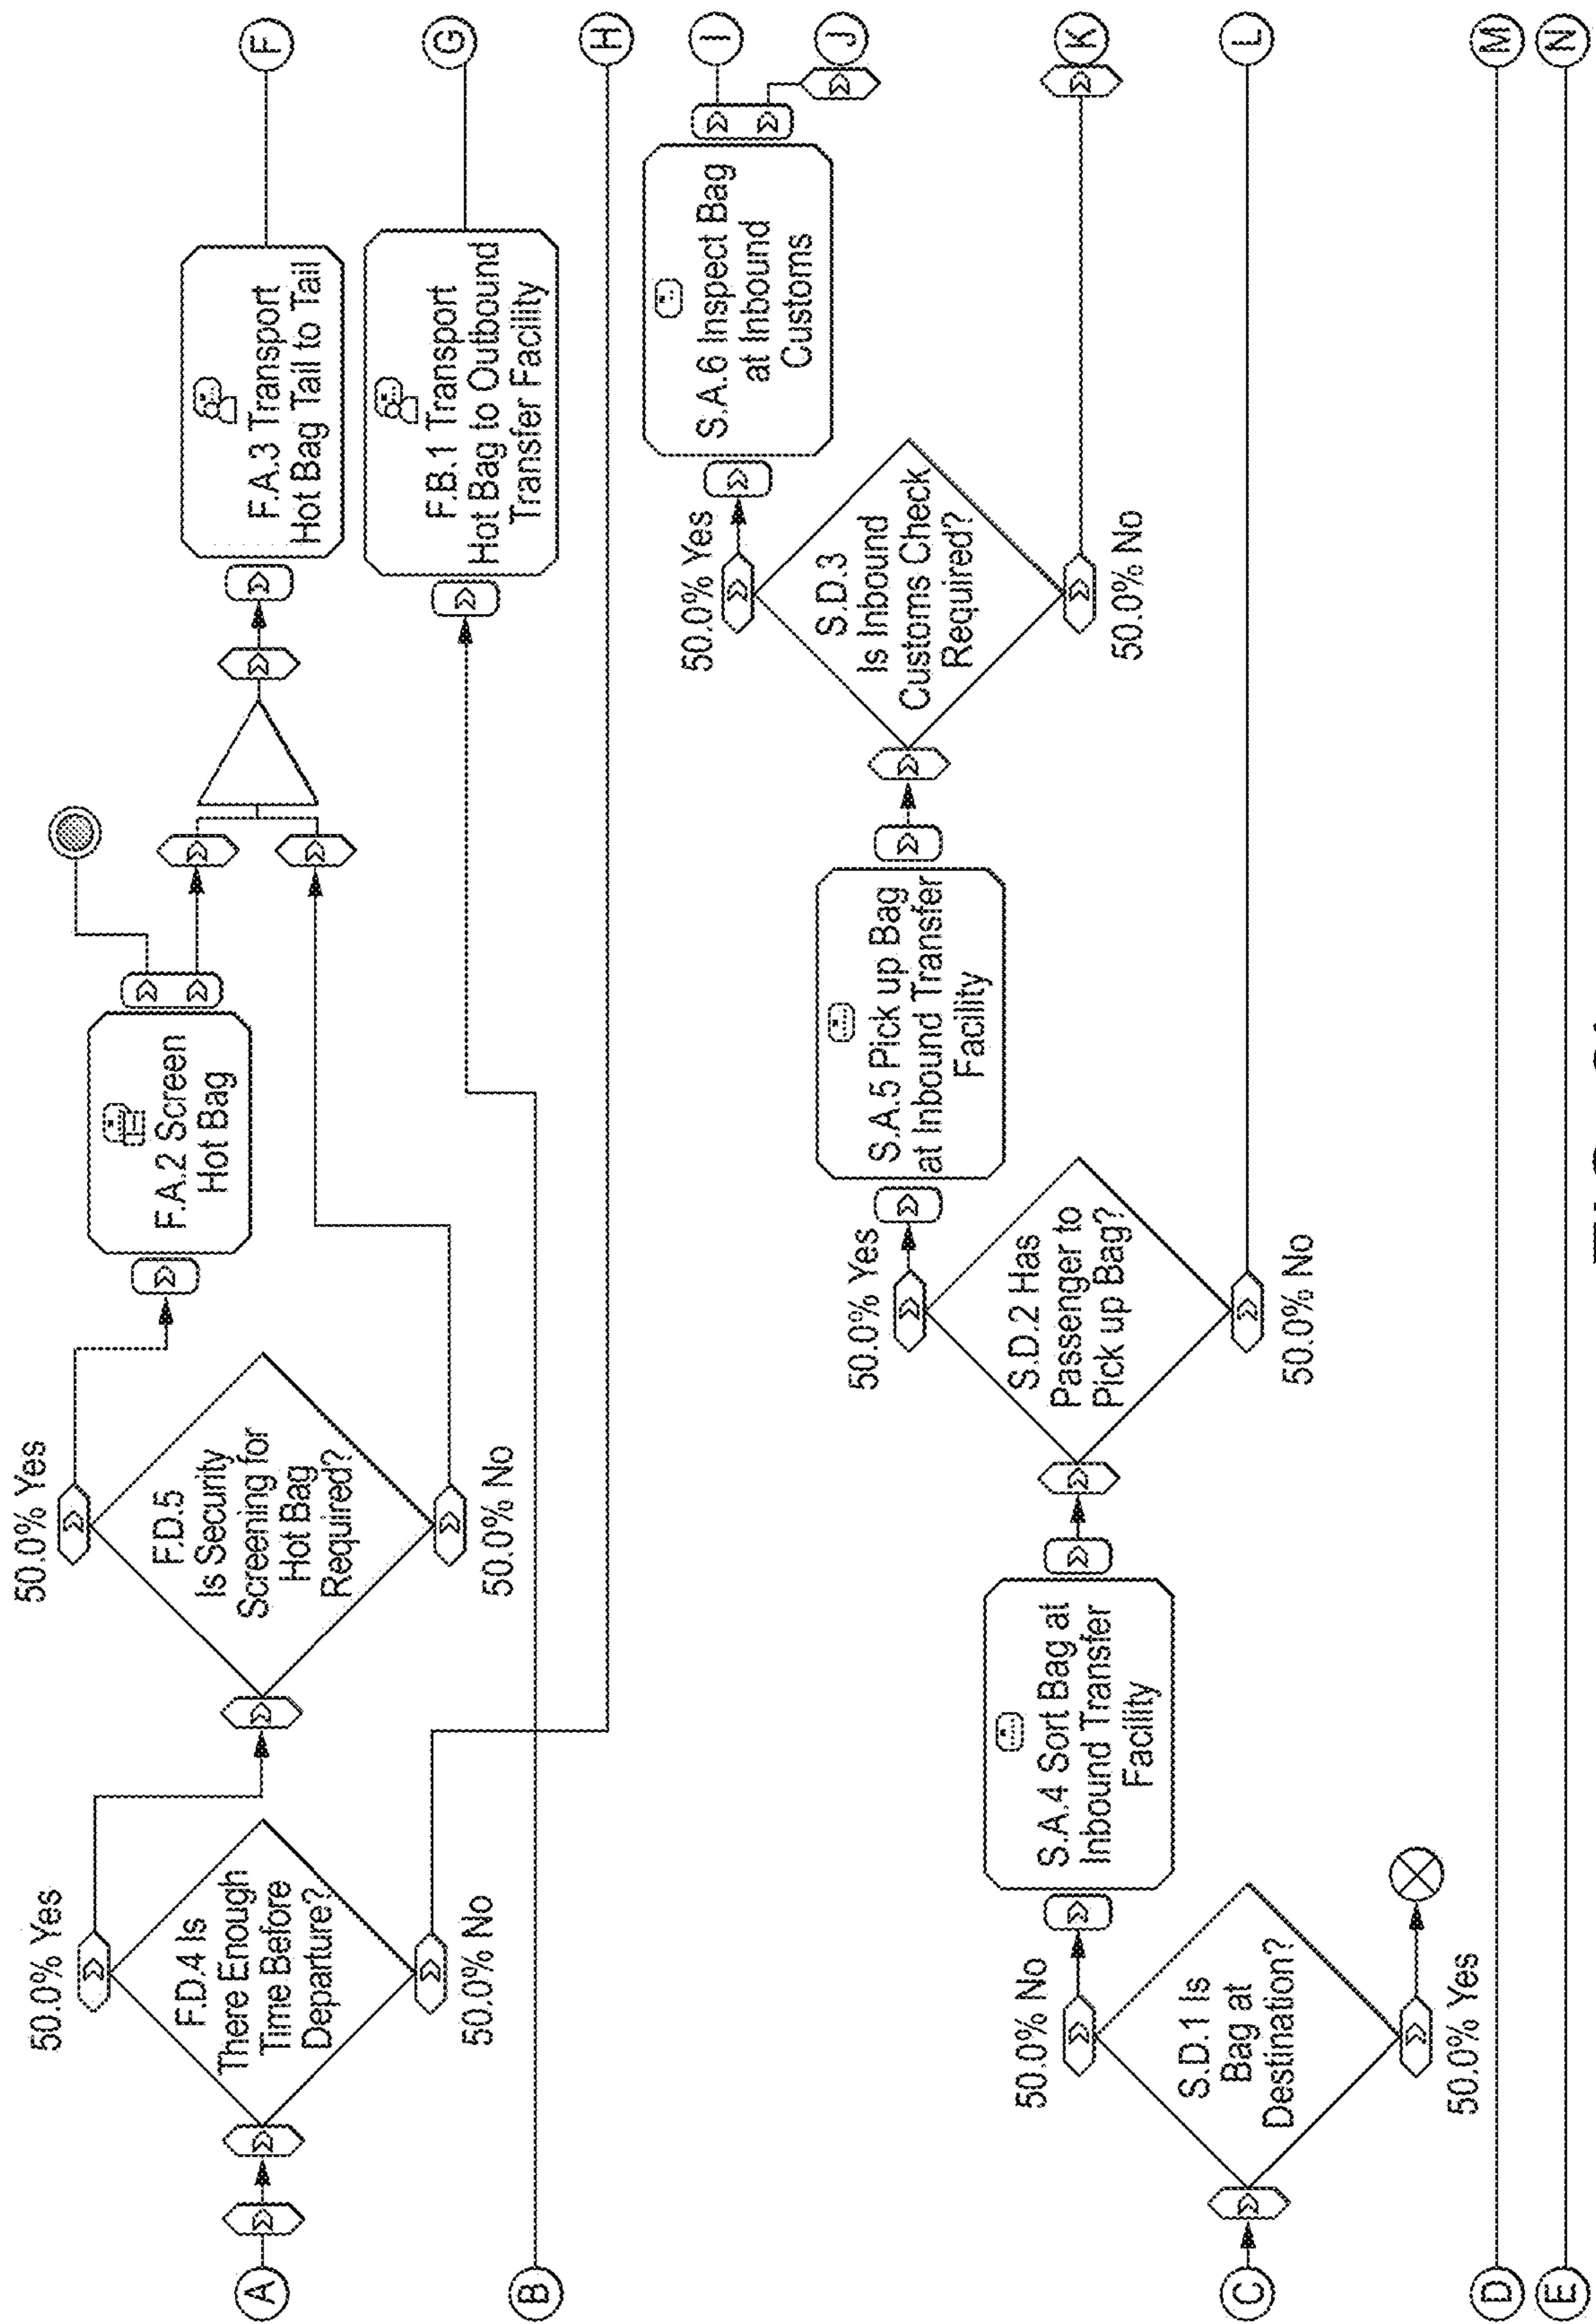 A
50.0% Yes
F.D.4 Is
There Enough
Time Before
Departure?
50.0% No
50.0% Yes
F.D.5
Is Security
Screening for
Hot Bag
Required?
50.0% No
F.A.2 Screen
Hot Bag
F.A.3 Transport
Hot Bag Tail to Tail
F
B
F.B.1 Transport
Hot Bag to Outbound
Transfer Facility
G
H
C
50.0% No
S.D.1 Is
Bag at
Destination?
50.0% Yes
S.A.4 Sort Bag at
Inbound Transfer
Facility
50.0% Yes
S.D.2 Has
Passenger to
Pick up Bag?
50.0% No
S.A.5 Pick up Bag
at Inbound Transfer
Facility
50.0% Yes
S.D.3
Is Inbound
Customs Check
Required?
50.0% No
S.A.6 Inspect Bag
at Inbound
Customs
I
J
K
L
D
M
E
N